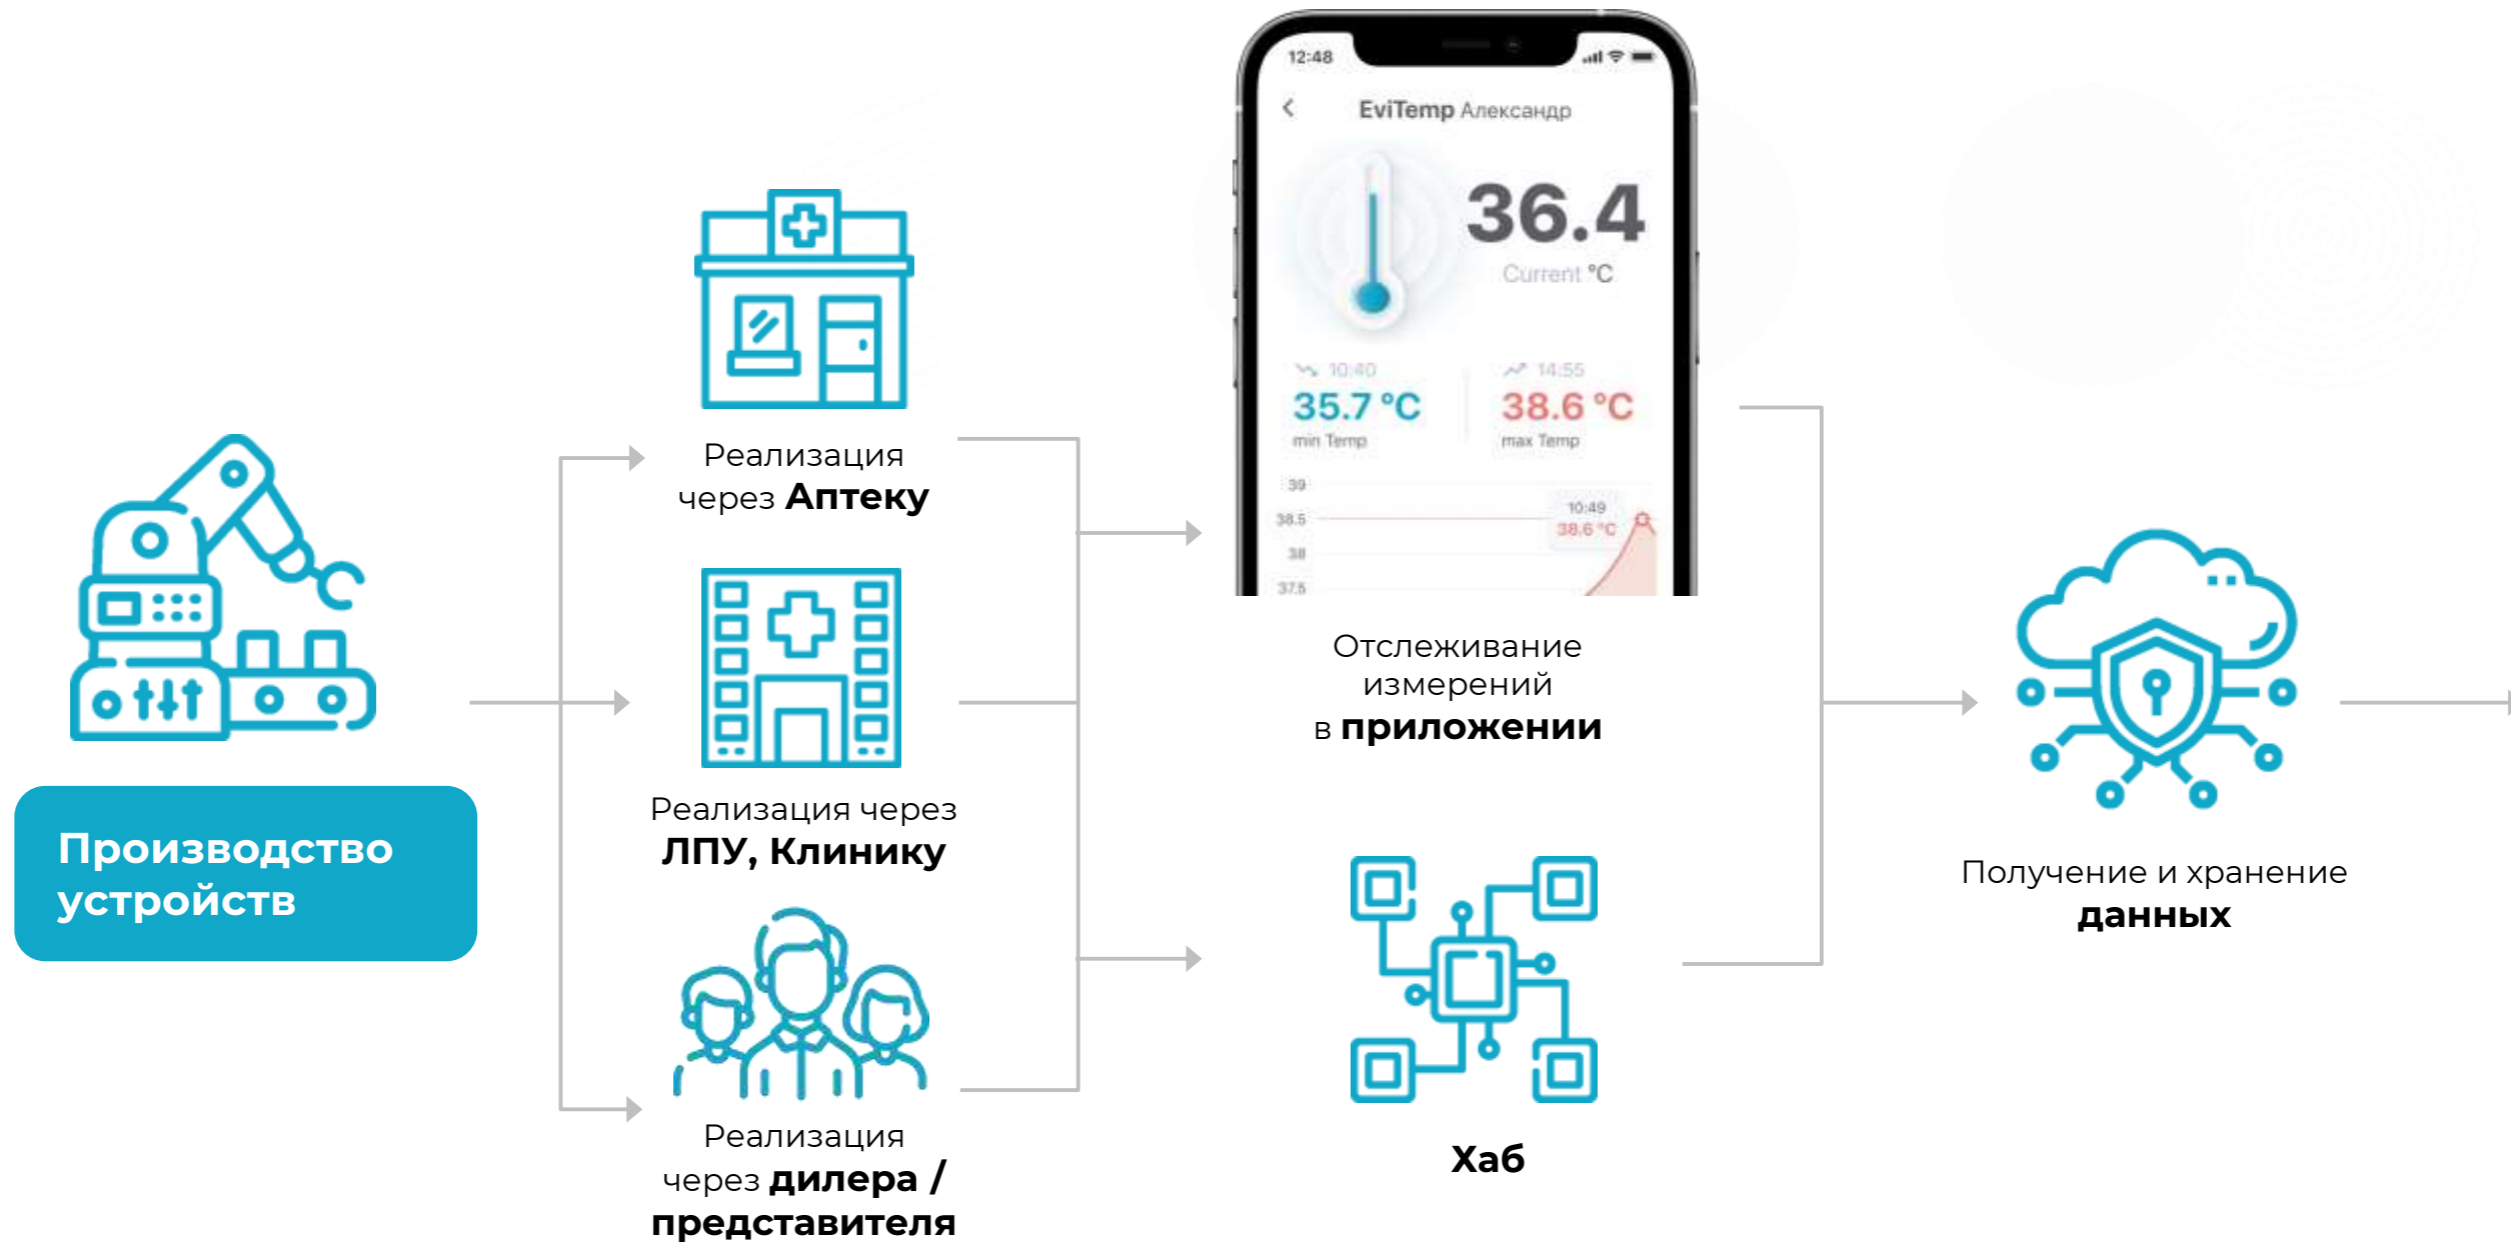 Производство
устройств
Реализация
через Аптеку
Реализация через
ЛПУ, Клинику
Реализация
через дилера /
представителя
12:48
EviTemp Александр
36.4
Current °C
10:40
35.7 °C
min Temp
14:55
38.6 °C
max Temp
39
38.5
38
37.5
10:49
38.6 °C
Отслеживание
измерений
в приложении
Хаб
Получение и хранение
данных